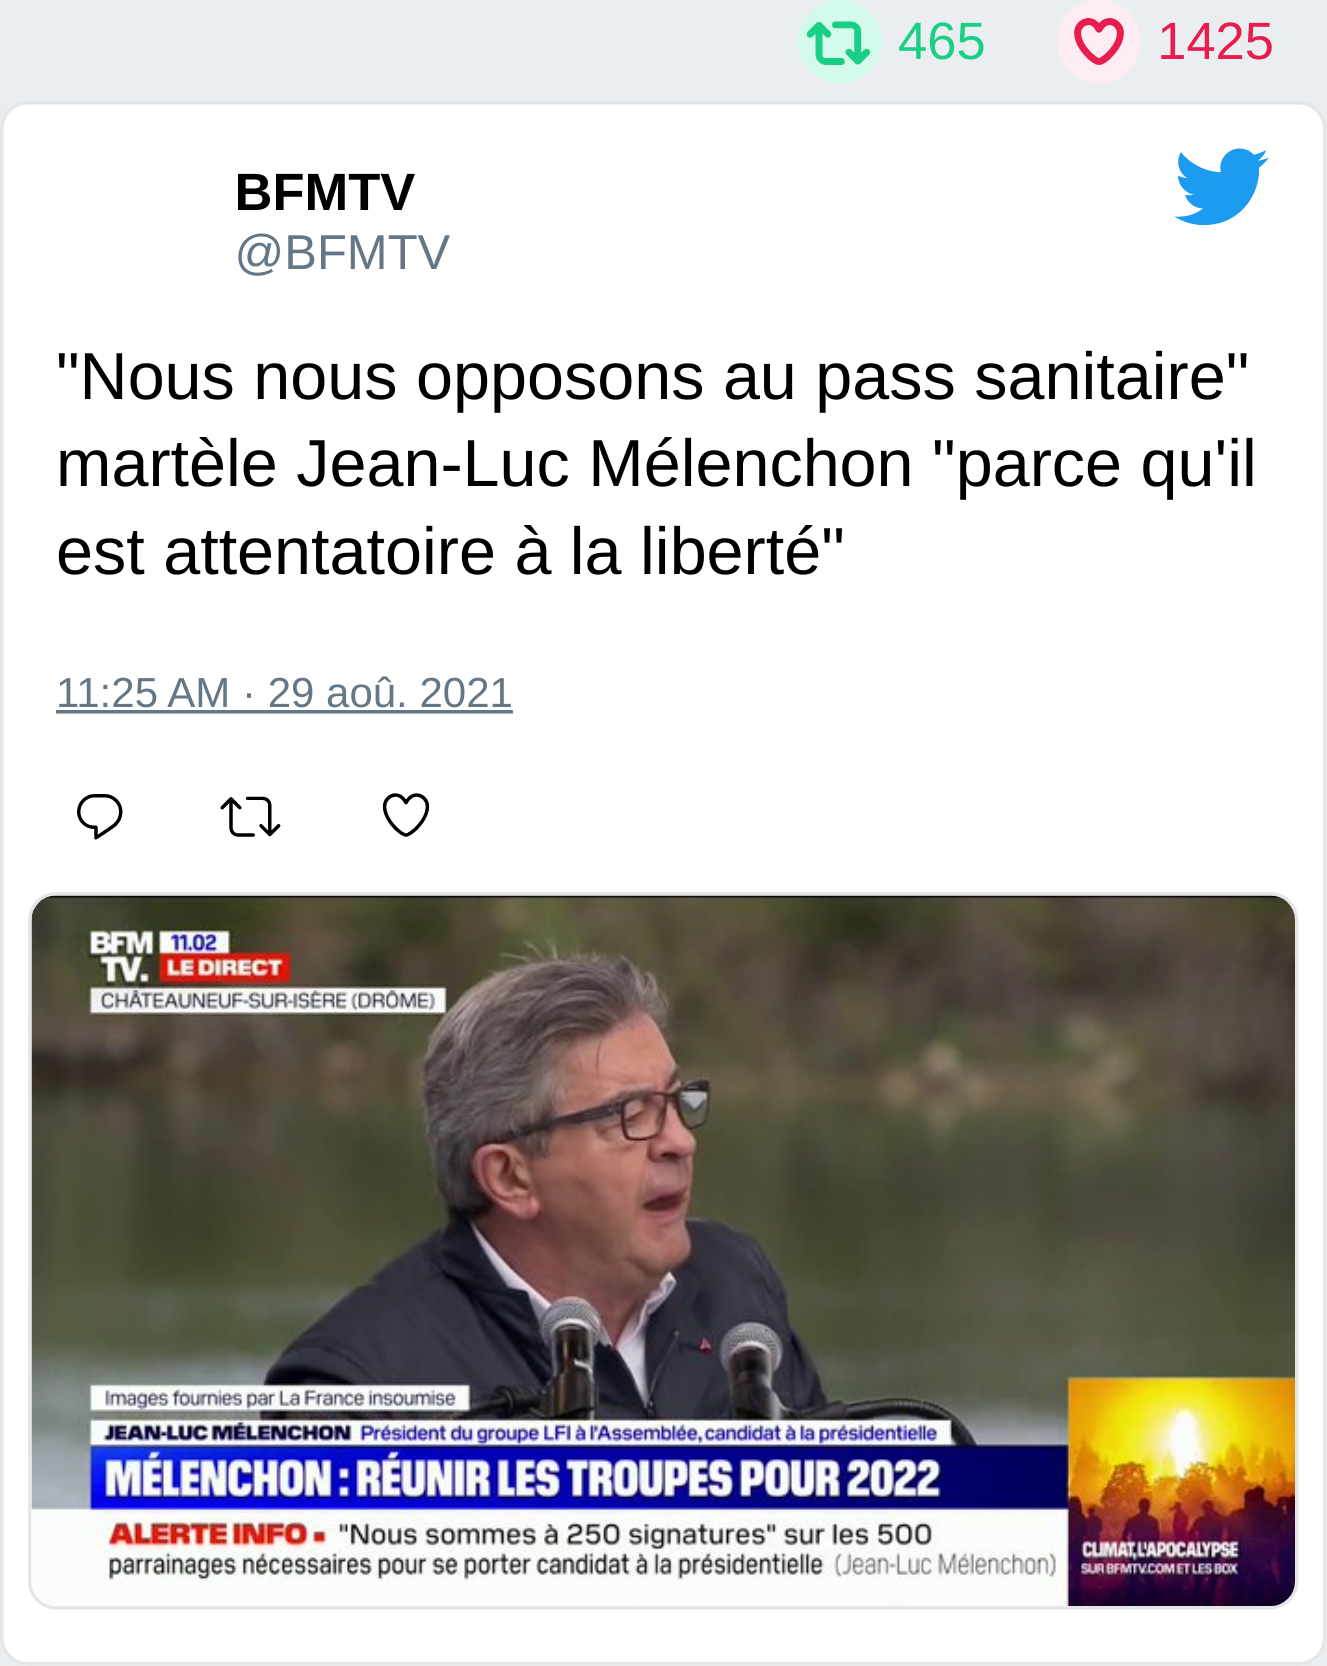 465 1425
BFMTV
@BFMTV
"Nous nous opposons au pass sanitaire"
martèle Jean-Luc Mélenchon "parce qu'il
est attentatoire à la liberté"
11:25 AM · 29 aoû. 2021
BFM 11.02
TV. LE DIRECT
CHÂTEAUNEUF-SUR-ISÈRE (DRÔME)
Images fournies par La France insoumise
JEAN-LUC MÉLENCHON Président du groupe LFI à l'Assemblée, candidat à la présidentielle
MÉLENCHON : RÉUNIR LES TROUPES POUR 2022
ALERTE INFO ▪ "Nous sommes à 250 signatures" sur les 500
parrainages nécessaires pour se porter candidat à la présidentielle (Jean-Luc Mélenchon)
CLIMAT, L'APOCALYPSE
SUR BFMTV.COM ET LES BOX